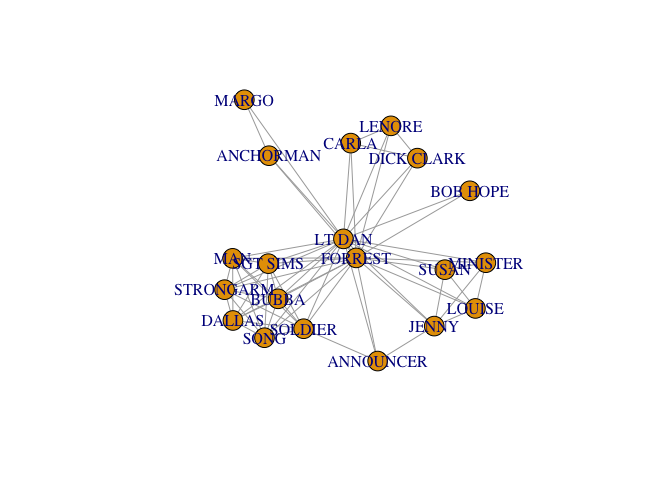 MARGO
LENORE
CARLA
ANCHORMAN
DICK CLARK
BOB HOPE
LT DAN
FORREST
MAN
SGT SIMS
SUSAN
MINISTER
STRONGARM
BUBBA
LOUISE
DALLAS
SOLDIER
JENNY
SONG
ANNOUNCER